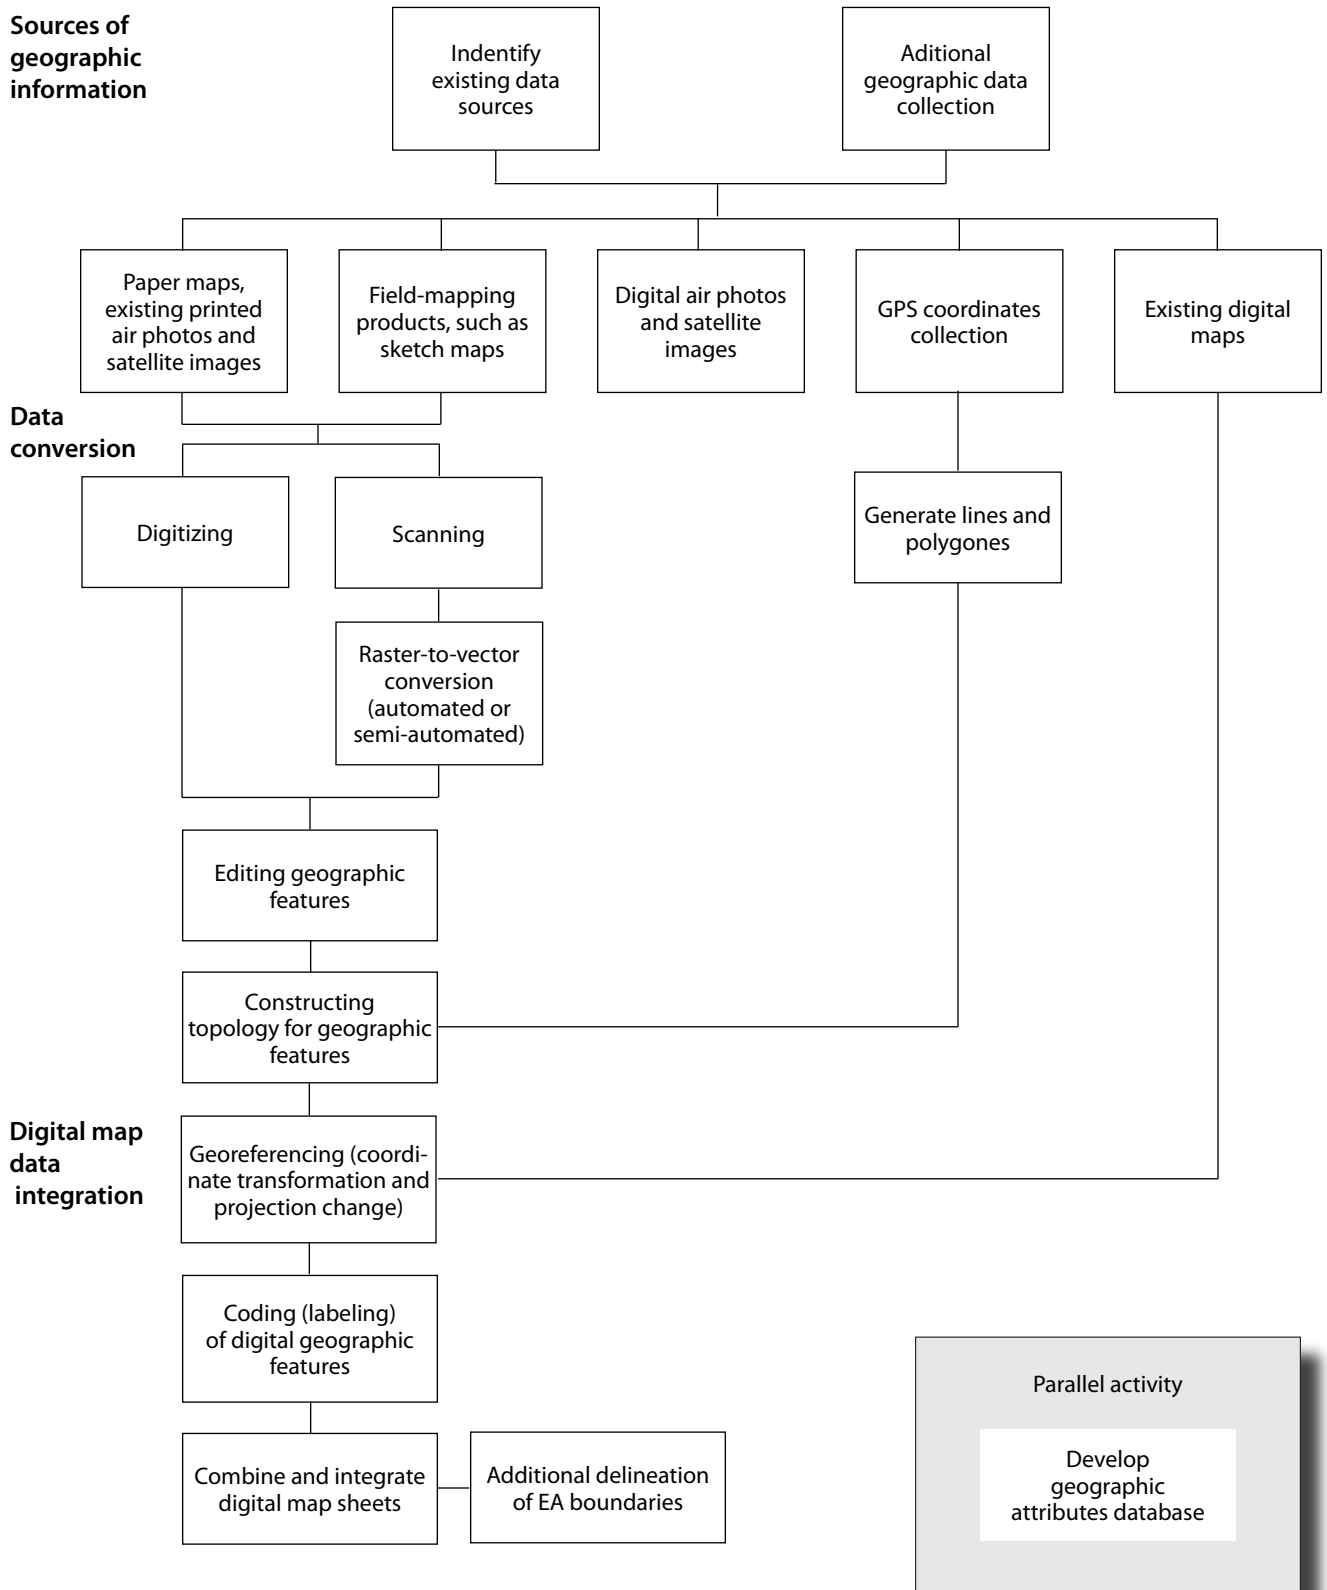 Sources of
geographic
information
Indentify
existing data
sources
Aditional
geographic data
collection
Paper maps,
existing printed
air photos and
satellite images
Field-mapping
products, such as
sketch maps
Digital air photos
and satellite
images
GPS coordinates
collection
Existing digital
maps
Data
conversion
Digitizing
Scanning
Generate lines and
polygones
Raster-to-vector
conversion
(automated or
semi-automated)
Editing geographic
features
Constructing
topology for geographic
features
Digital map
data
integration
Georeferencing (coordi-
nate transformation and
projection change)
Coding (labeling)
of digital geographic
features
Combine and integrate
digital map sheets
Additional delineation
of EA boundaries
Parallel activity
Develop
geographic
attributes database